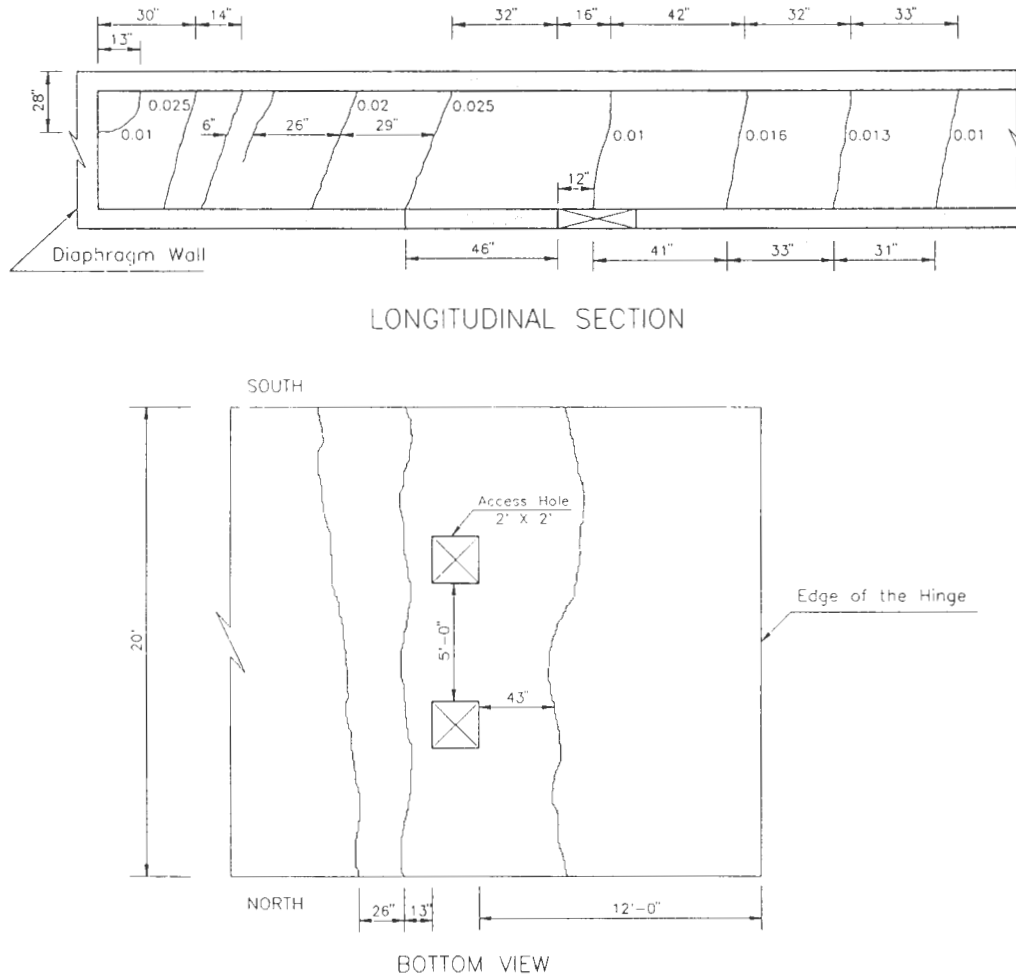 30" 14" 32" 16" 42" 32" 33"
13"
28"
0.025 0.02 0.025
0.01 6" 26" 29" 0.01 0.016 0.013 0.01
12"
Diaphragm Wall
46" 41" 33" 31"
LONGITUDINAL SECTION
SOUTH
Access Hole
2' X 2'
Edge of the Hinge
20'
5'-0"
43"
NORTH
26" 13" 12'-0"
BOTTOM VIEW